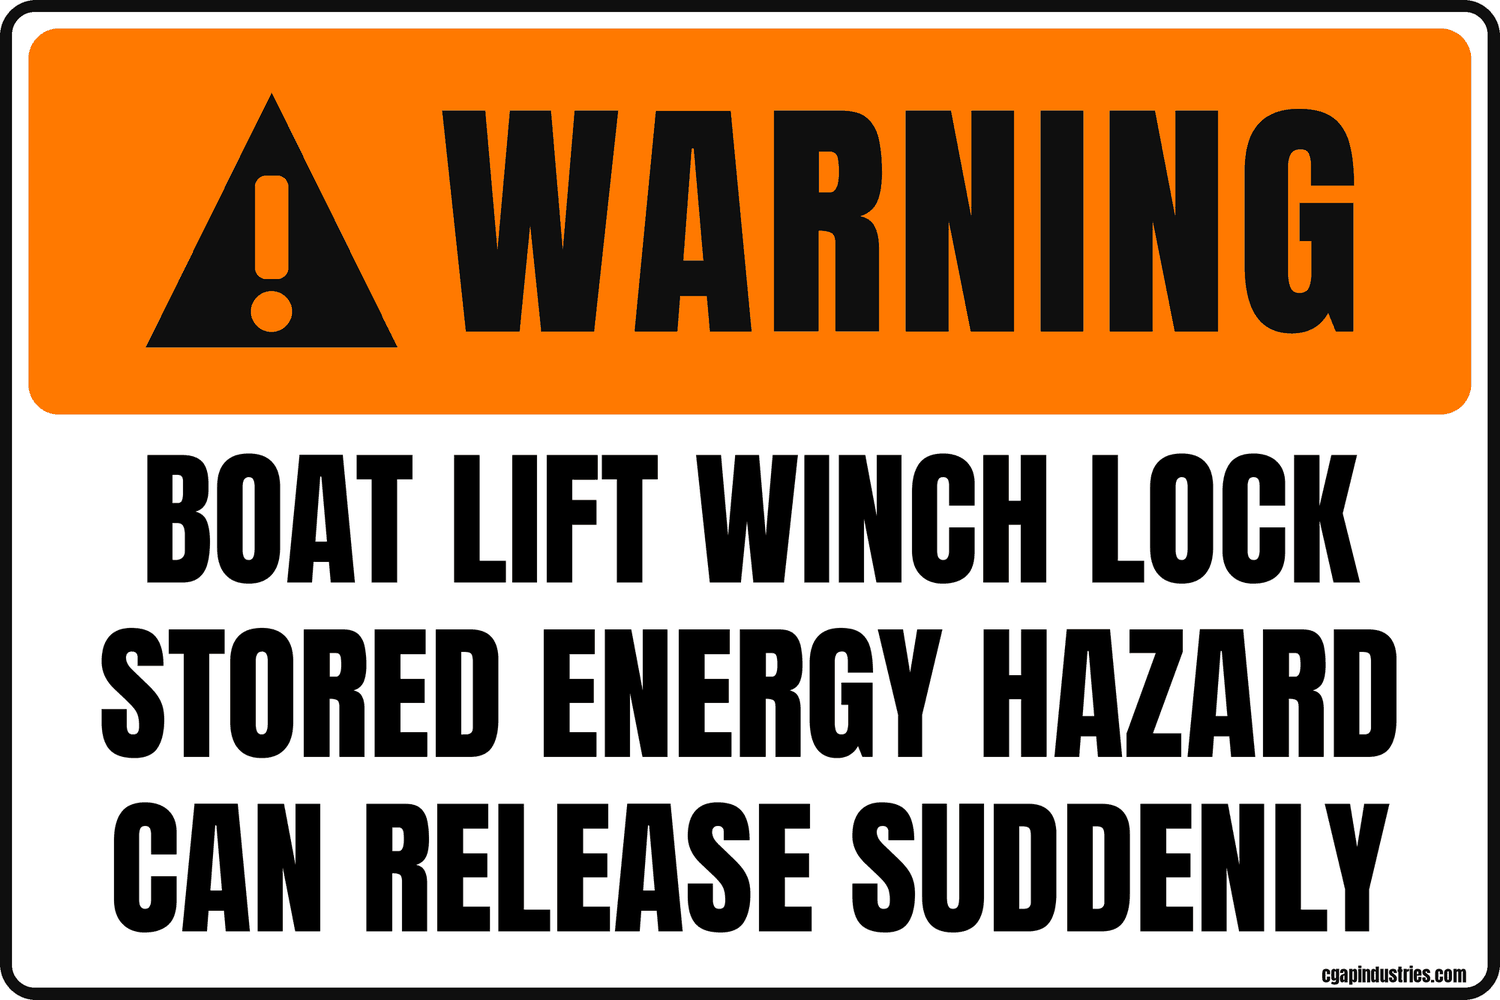 WARNING
BOAT LIFT WINCH LOCK
STORED ENERGY HAZARD
CAN RELEASE SUDDENLY
cgapindustries.com